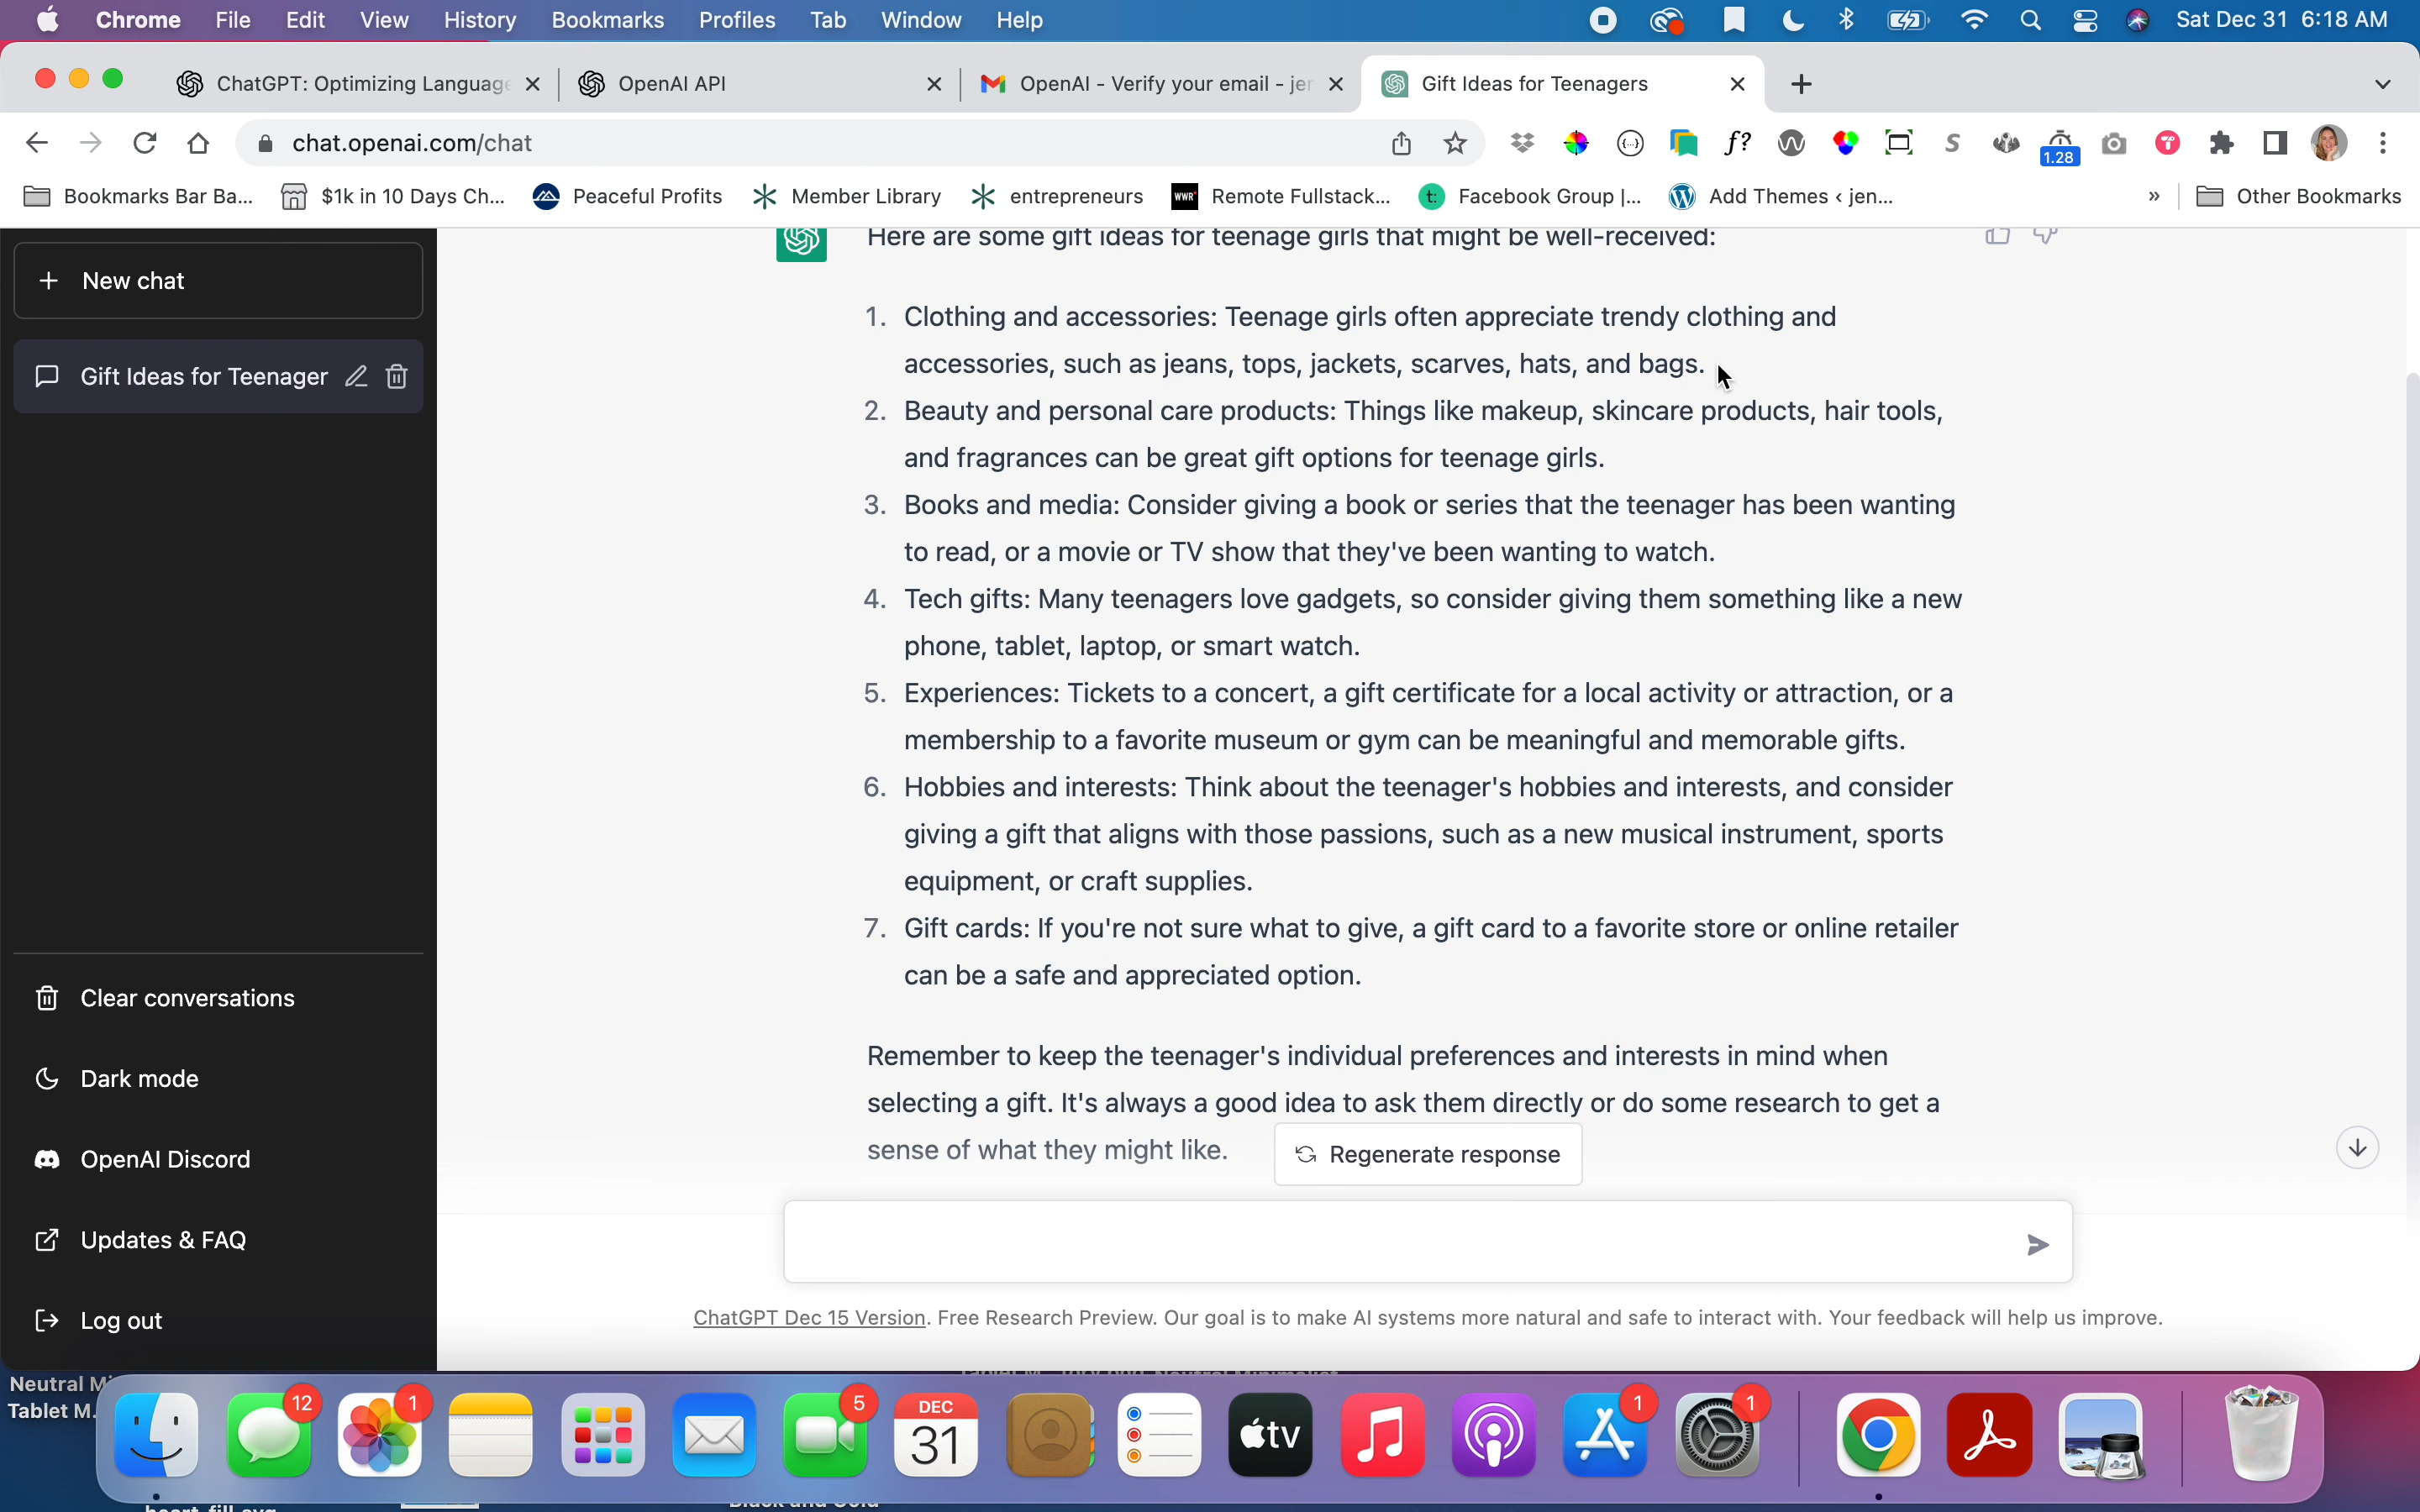 Chrome File Edit View History Bookmarks Profiles Tab Window Help Sat Dec 31 6:18 AM
ChatGPT: Optimizing Language OpenAI API OpenAI - Verify your email - jer Gift Ideas for Teenagers
chat.openai.com/chat 1.28
Bookmarks Bar Ba... $1k in 10 Days Ch... Peaceful Profits Member Library entrepreneurs WWR Remote Fullstack... t: Facebook Group |... Add Themes ‹ jen... » Other Bookmarks
New chat
Gift Ideas for Teenager
Clear conversations
Dark mode
OpenAI Discord
Updates & FAQ
Log out
Here are some gift ideas for teenage girls that might be well-received:
1. Clothing and accessories: Teenage girls often appreciate trendy clothing and
accessories, such as jeans, tops, jackets, scarves, hats, and bags.
2. Beauty and personal care products: Things like makeup, skincare products, hair tools,
and fragrances can be great gift options for teenage girls.
3. Books and media: Consider giving a book or series that the teenager has been wanting
to read, or a movie or TV show that they've been wanting to watch.
4. Tech gifts: Many teenagers love gadgets, so consider giving them something like a new
phone, tablet, laptop, or smart watch.
5. Experiences: Tickets to a concert, a gift certificate for a local activity or attraction, or a
membership to a favorite museum or gym can be meaningful and memorable gifts.
6. Hobbies and interests: Think about the teenager's hobbies and interests, and consider
giving a gift that aligns with those passions, such as a new musical instrument, sports
equipment, or craft supplies.
7. Gift cards: If you're not sure what to give, a gift card to a favorite store or online retailer
can be a safe and appreciated option.
Remember to keep the teenager's individual preferences and interests in mind when
selecting a gift. It's always a good idea to ask them directly or do some research to get a
sense of what they might like.
Regenerate response
ChatGPT Dec 15 Version. Free Research Preview. Our goal is to make AI systems more natural and safe to interact with. Your feedback will help us improve.
Neutral
Tablet M.
12 1 5 DEC 31 tv 1 1